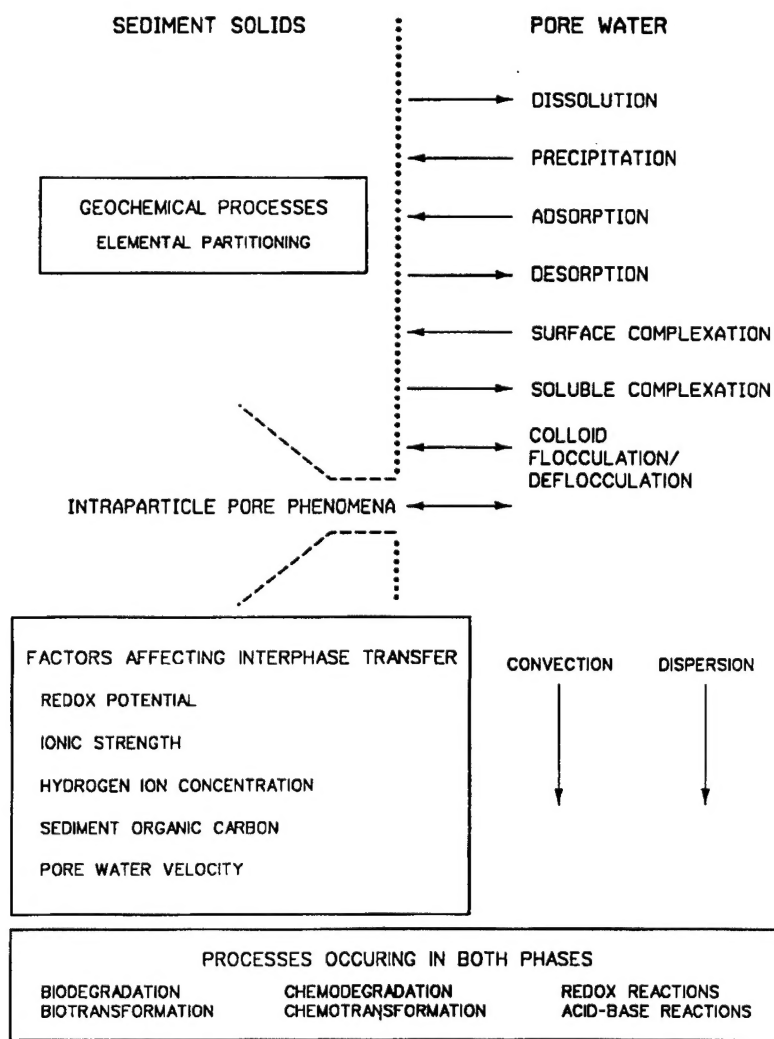 SEDIMENT SOLIDS
PORE WATER
DISSOLUTION
PRECIPITATION
GEOCHEMICAL PROCESSES
ELEMENTAL PARTITIONING
ADSORPTION
DESORPTION
SURFACE COMPLEXATION
SOLUBLE COMPLEXATION
COLLOID
FLOCCULATION/
DEFLOCCULATION
INTRAPARTICLE PORE PHENOMENA
FACTORS AFFECTING INTERPHASE TRANSFER
REDOX POTENTIAL
IONIC STRENGTH
HYDROGEN ION CONCENTRATION
SEDIMENT ORGANIC CARBON
PORE WATER VELOCITY
CONVECTION
DISPERSION
PROCESSES OCCURING IN BOTH PHASES
BIODEGRADATION CHEMODEGRADATION REDOX REACTIONS
BIOTRANSFORMATION CHEMOTRANSFORMATION ACID-BASE REACTIONS